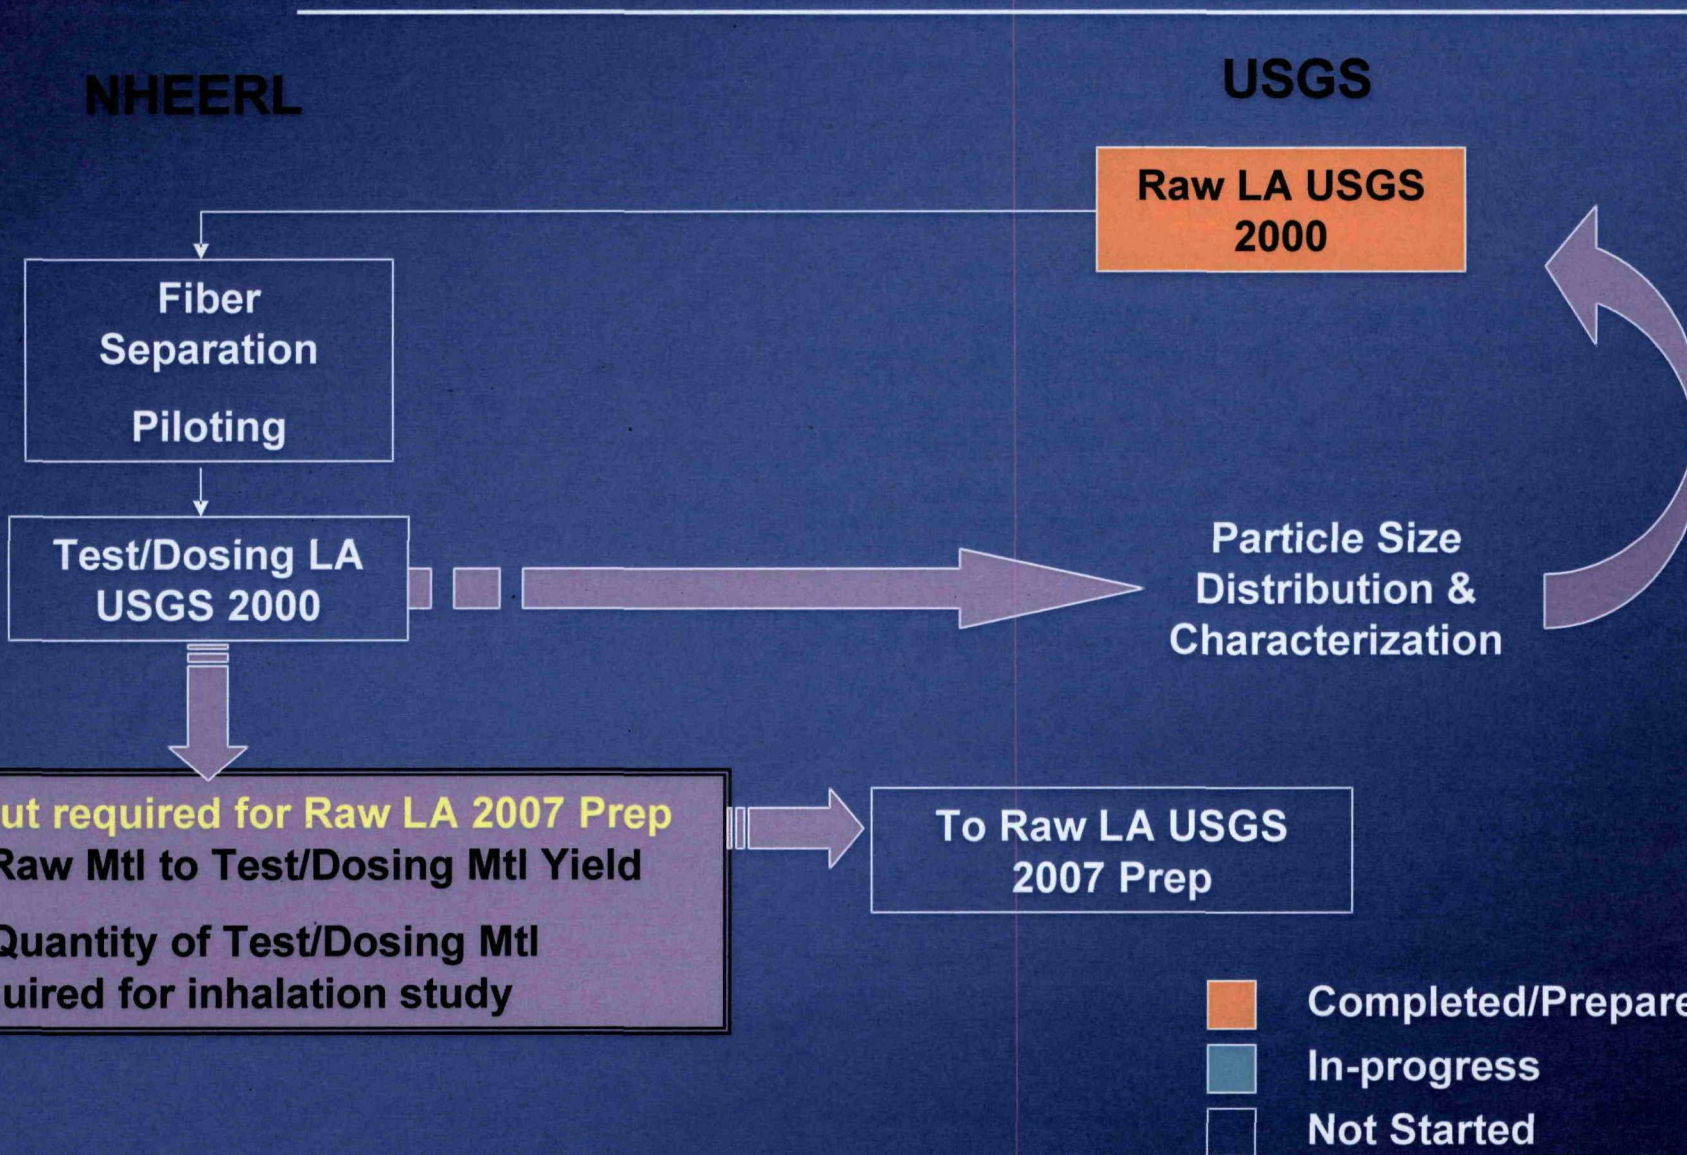 NHEERL
USGS
Raw LA USGS
2000
Fiber
Separation
Piloting
Test/Dosing LA
USGS 2000
Particle Size
Distribution &
Characterization
required for Raw LA 2007 Prep
Raw Mtl to Test/Dosing Mtl Yield
Quantity of Test/Dosing Mtl
for inhalation study
To Raw LA USGS
2007 Prep
Completed/Prepare
In-progress
Not Started